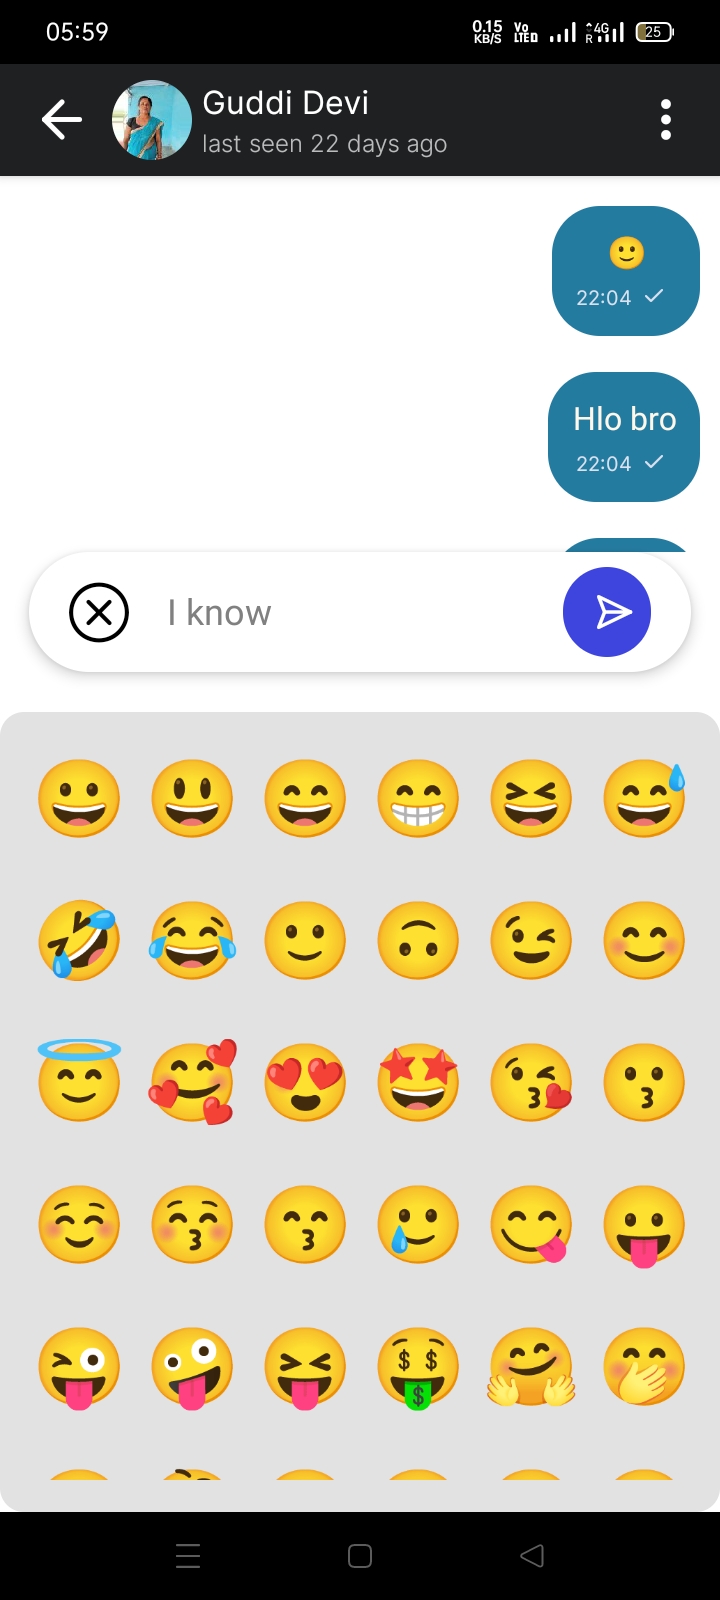 05:59
0.15 KB/S Vo LTED 4G R 25
Guddi Devi
last seen 22 days ago
🙂
22:04
Hlo bro
22:04
I know